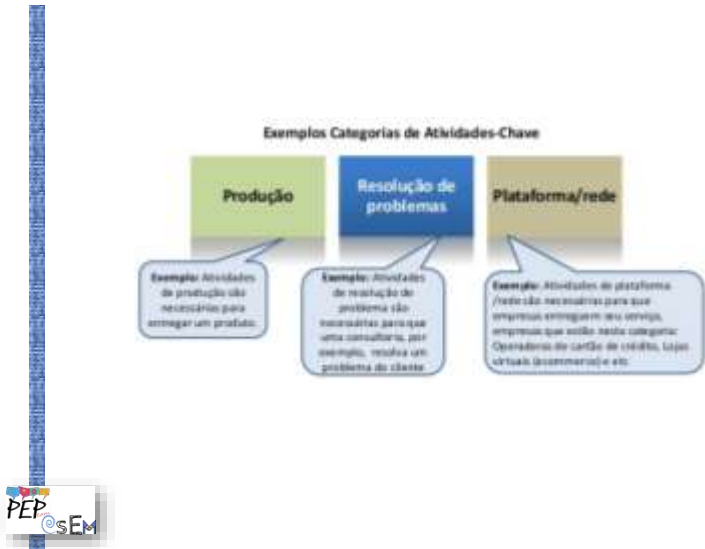 Exemplos Categorias de Atividades-Chave
Produção
Resolução de
problemas
Plataforma/rede
Exemplo: Atividades
de produção são
necessárias para
entregar um produto.
Exemplo: Atividades
de resolução de
problema são
necessárias para que
uma consultoria, por
exemplo, resolva um
problema do cliente
Exemplo: Atividades de plataforma
/rede são necessárias para que
empresas entreguem seu serviço,
empresas que estão nesta categoria:
Operadoras de cartão de crédito, Lojas
virtuais (ecommerce) e etc.
PEP
@sEM